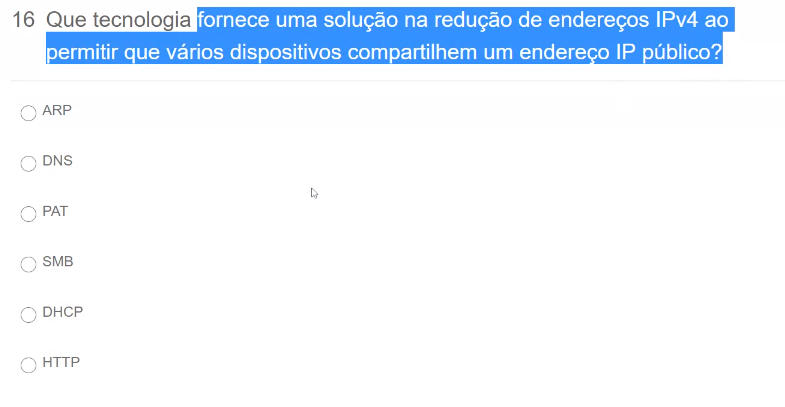 16 Que tecnologia fornece uma solução na redução de endereços IPv4 ao
permitir que vários dispositivos compartilhem um endereço IP público?
ARP
DNS
PAT
SMB
DHCP
HTTP